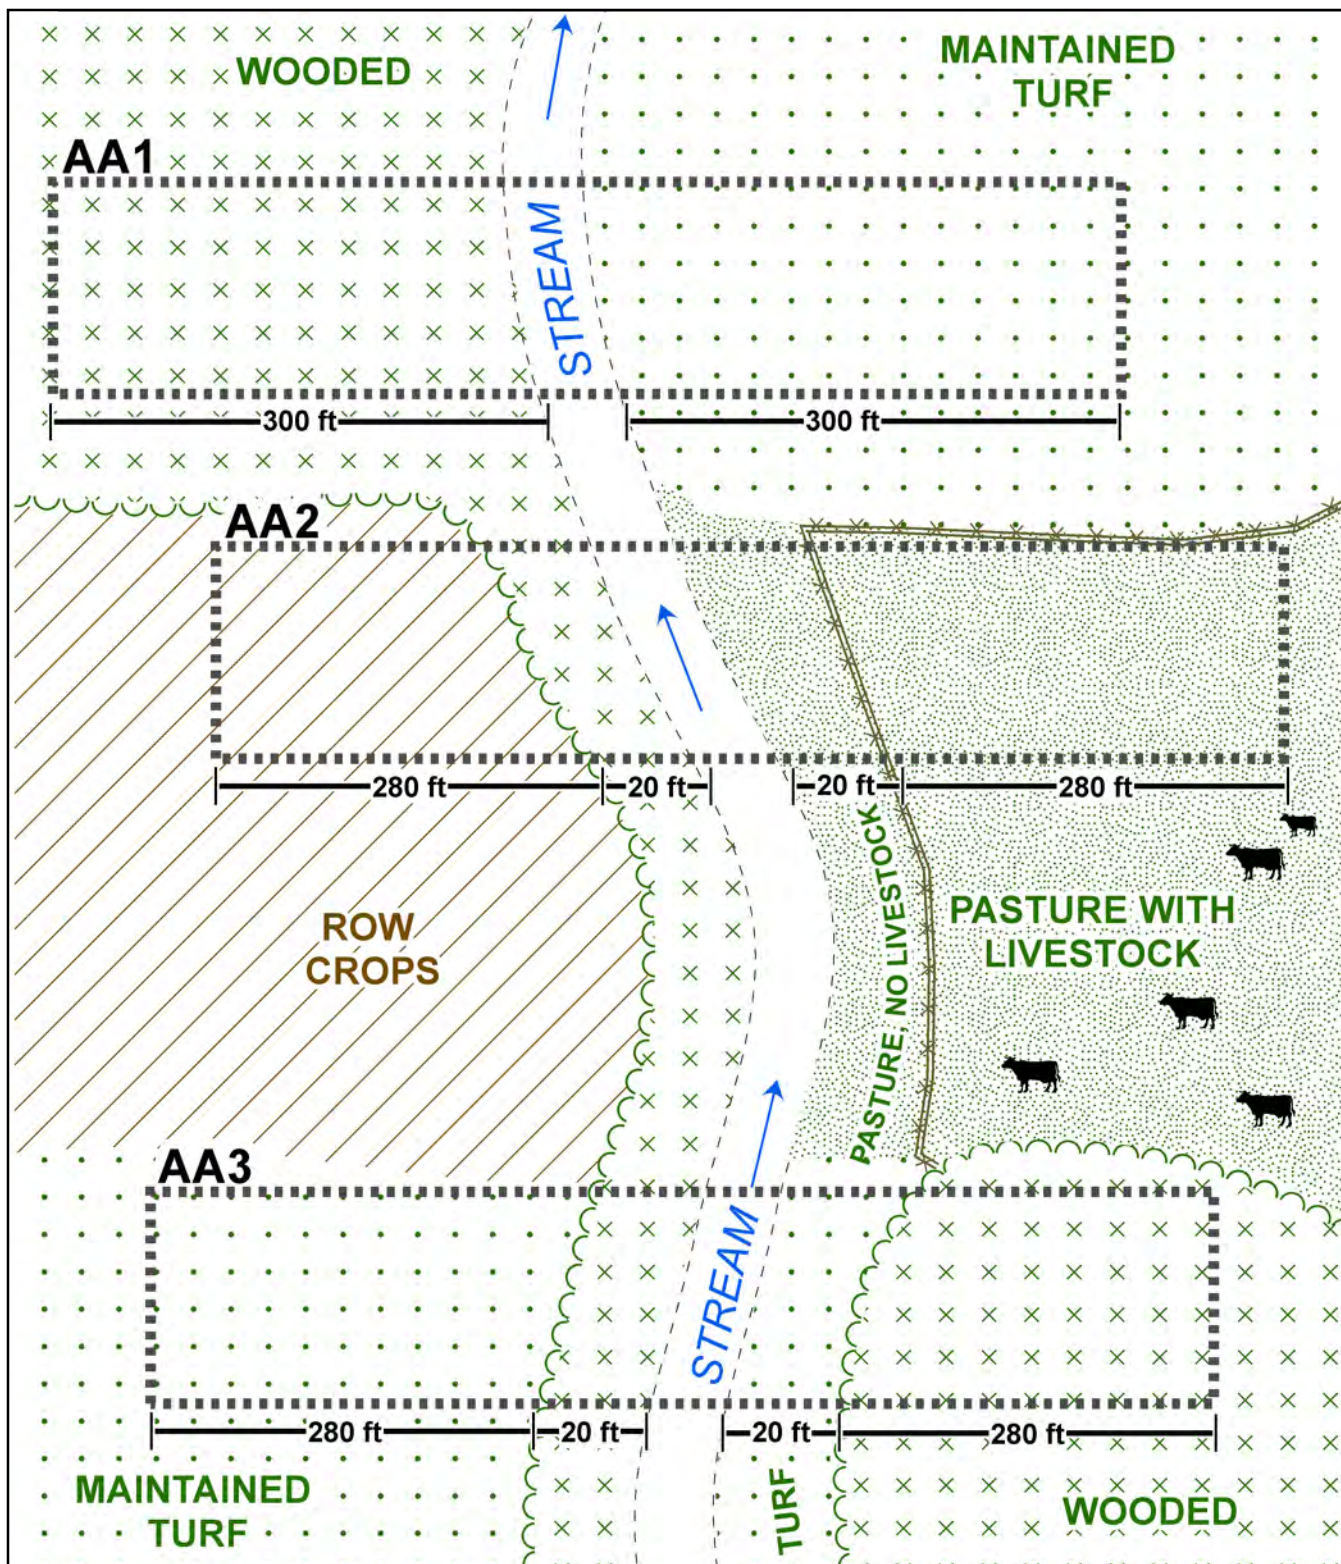 WOODED
MAINTAINED
TURF
AA1
STREAM
300 ft
300 ft
AA2
280 ft
20 ft
20 ft
280 ft
PASTURE, NO LIVESTOCK
ROW
CROPS
PASTURE WITH
LIVESTOCK
AA3
STREAM
280 ft
20 ft
20 ft
280 ft
MAINTAINED
TURF
TURF
WOODED